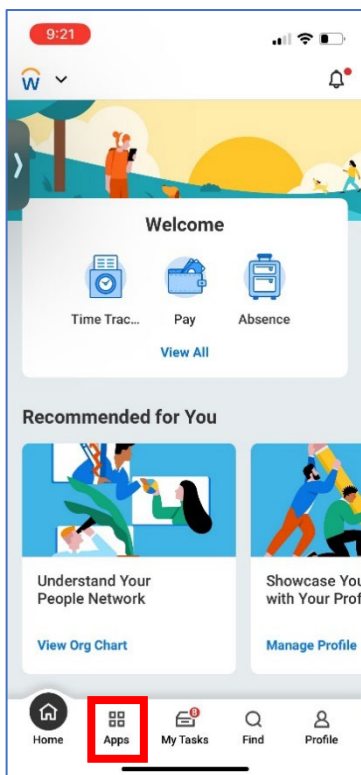 9:21
W
Welcome
Time Trac...
Pay
Absence
View All
Recommended for You
Understand Your
People Network
View Org Chart
Showcase You
with Your Prof
Manage Profile
8
Home
Apps
My Tasks
Find
Profile